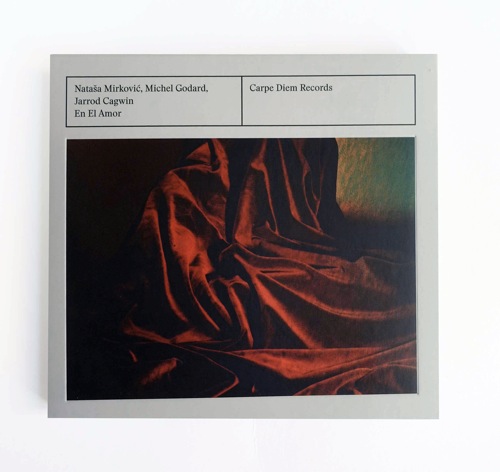 Nataša Mirković, Michel Godard,
Jarrod Cagwin
En El Amor
Carpe Diem Records